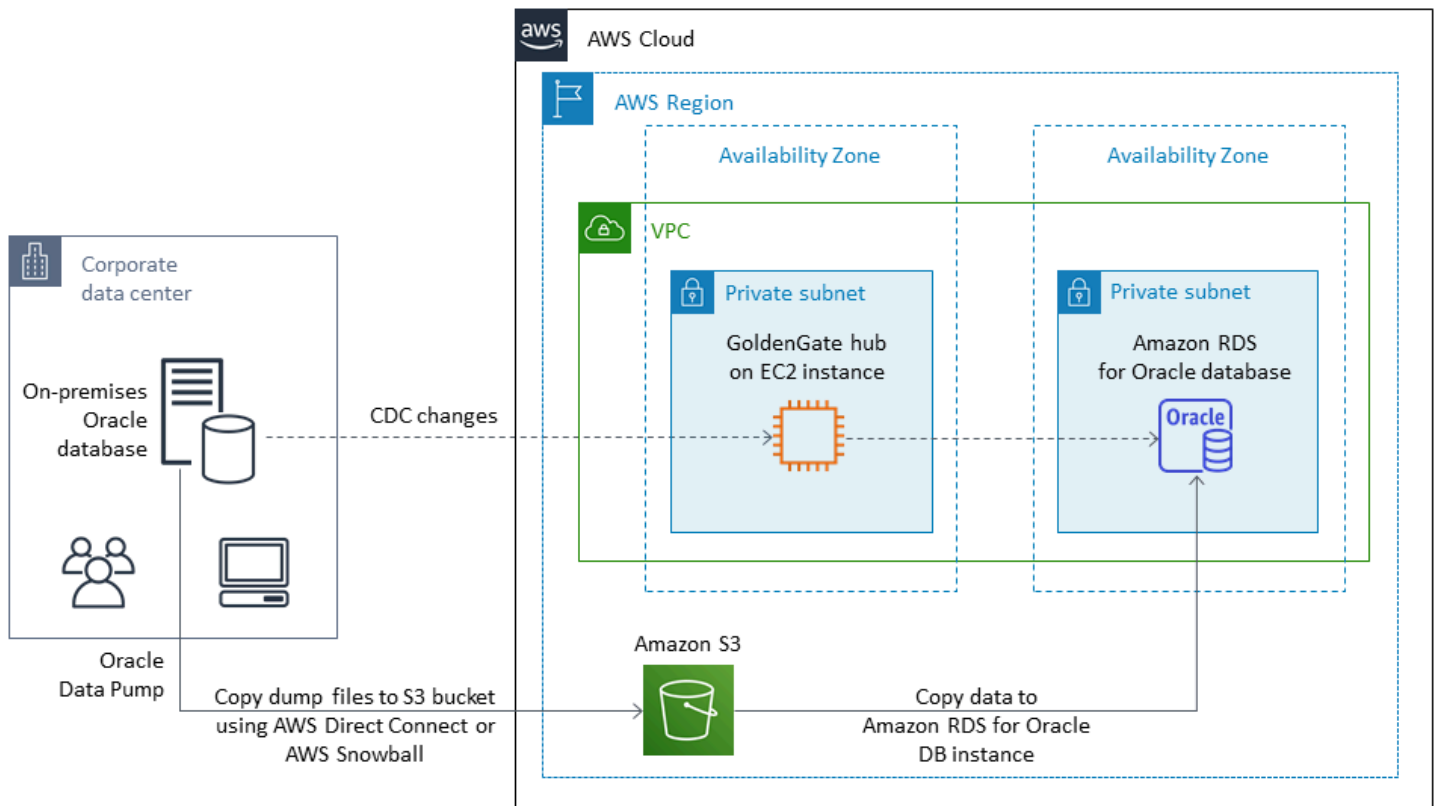 aws
AWS Cloud
AWS Region
Availability Zone
Availability Zone
VPC
Corporate
data center
Private subnet
Private subnet
GoldenGate hub
on EC2 instance
Amazon RDS
for Oracle database
On-premises
Oracle
database
CDC changes
Oracle
Amazon S3
Oracle
Data Pump
Copy dump files to S3 bucket
using AWS Direct Connect or
AWS Snowball
Copy data to
Amazon RDS for Oracle
DB instance